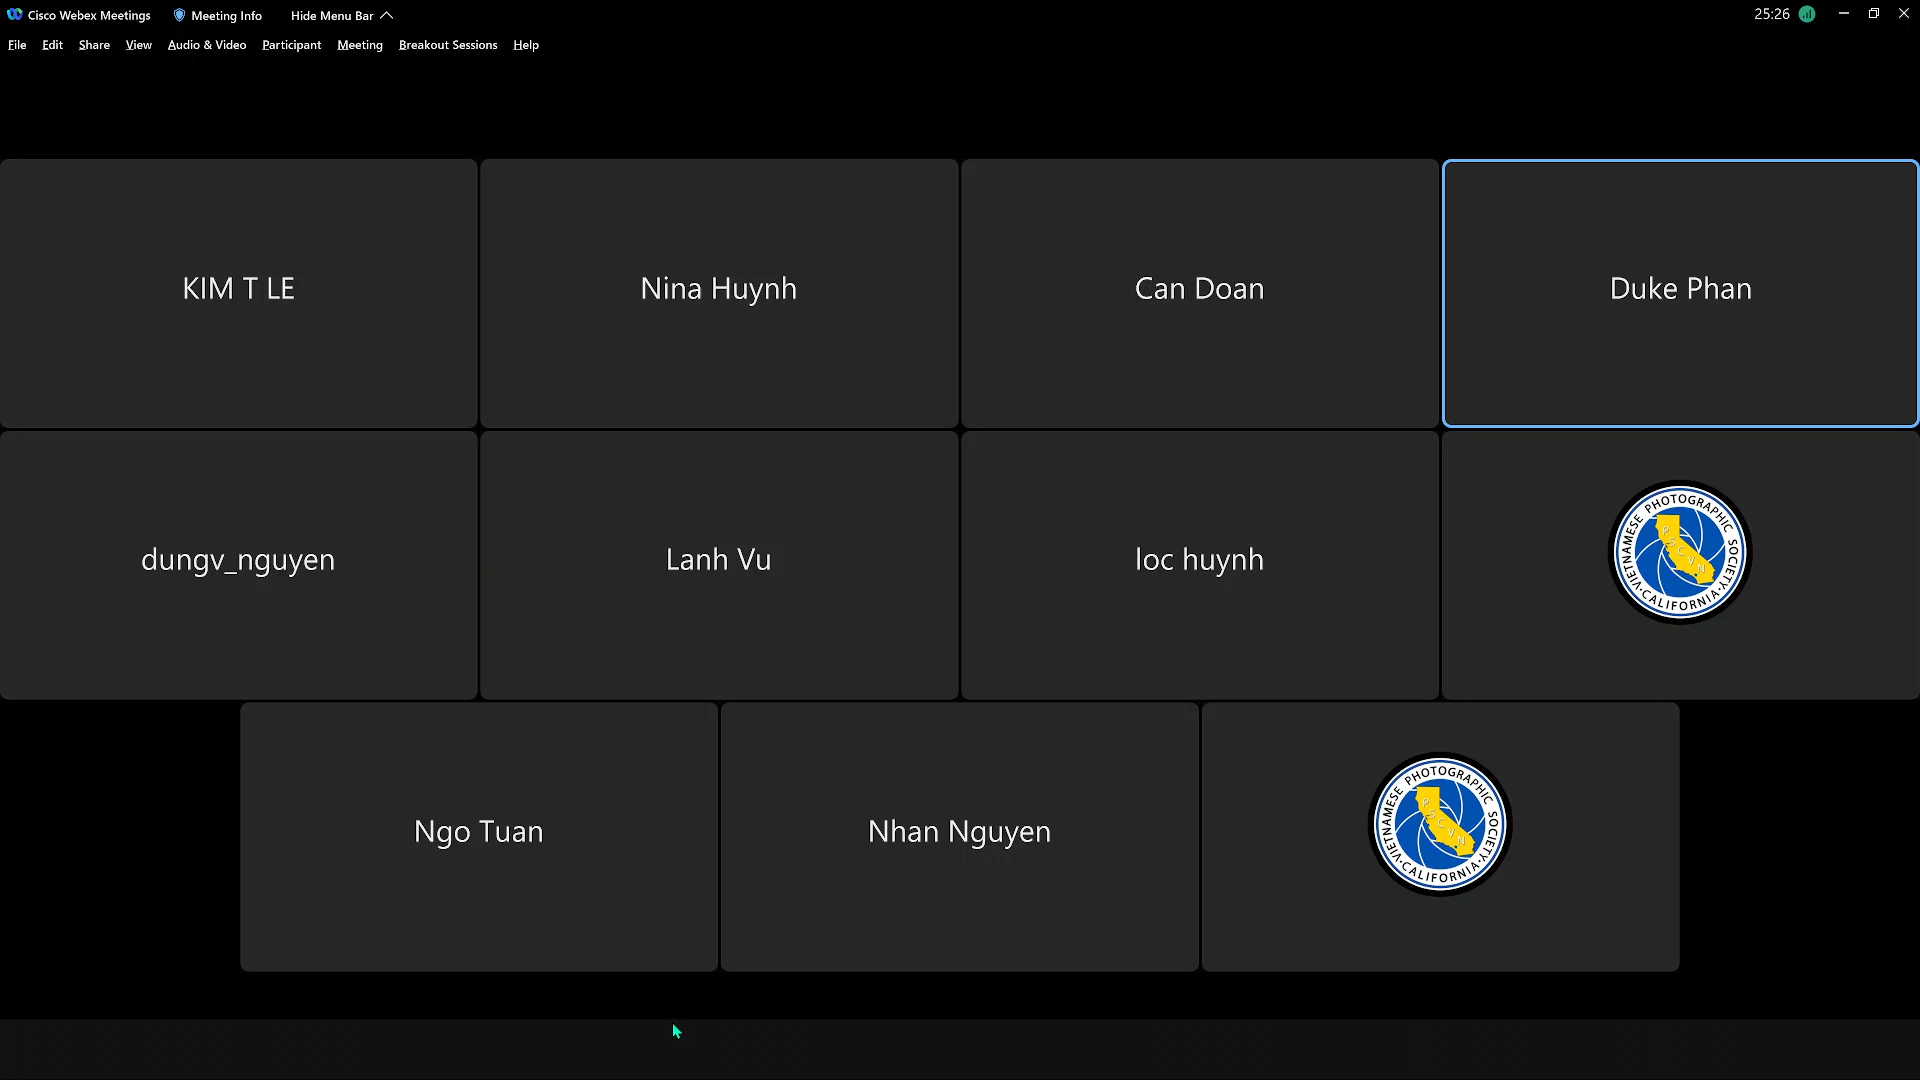 Cisco Webex Meetings Meeting Info Hide Menu Bar 25:26
File Edit Share View Audio & Video Participant Meeting Breakout Sessions Help
KIM T LE
Nina Huynh
Can Doan
Duke Phan
dungv_nguyen
Lanh Vu
loc huynh
VIETNAMESE PHOTOGRAPHIC SOCIETY
CALIFORNIA
PSCVN
Ngo Tuan
Nhan Nguyen
VIETNAMESE PHOTOGRAPHIC SOCIETY
CALIFORNIA
PSCVN